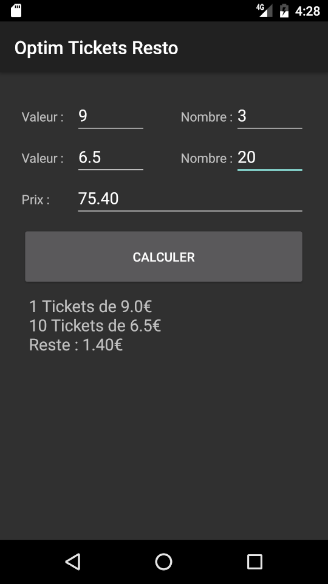 4G 4:28
Optim Tickets Resto
Valeur : 9 Nombre : 3
Valeur : 6.5 Nombre : 20
Prix : 75.40
CALCULER
1 Tickets de 9.0€
10 Tickets de 6.5€
Reste : 1.40€